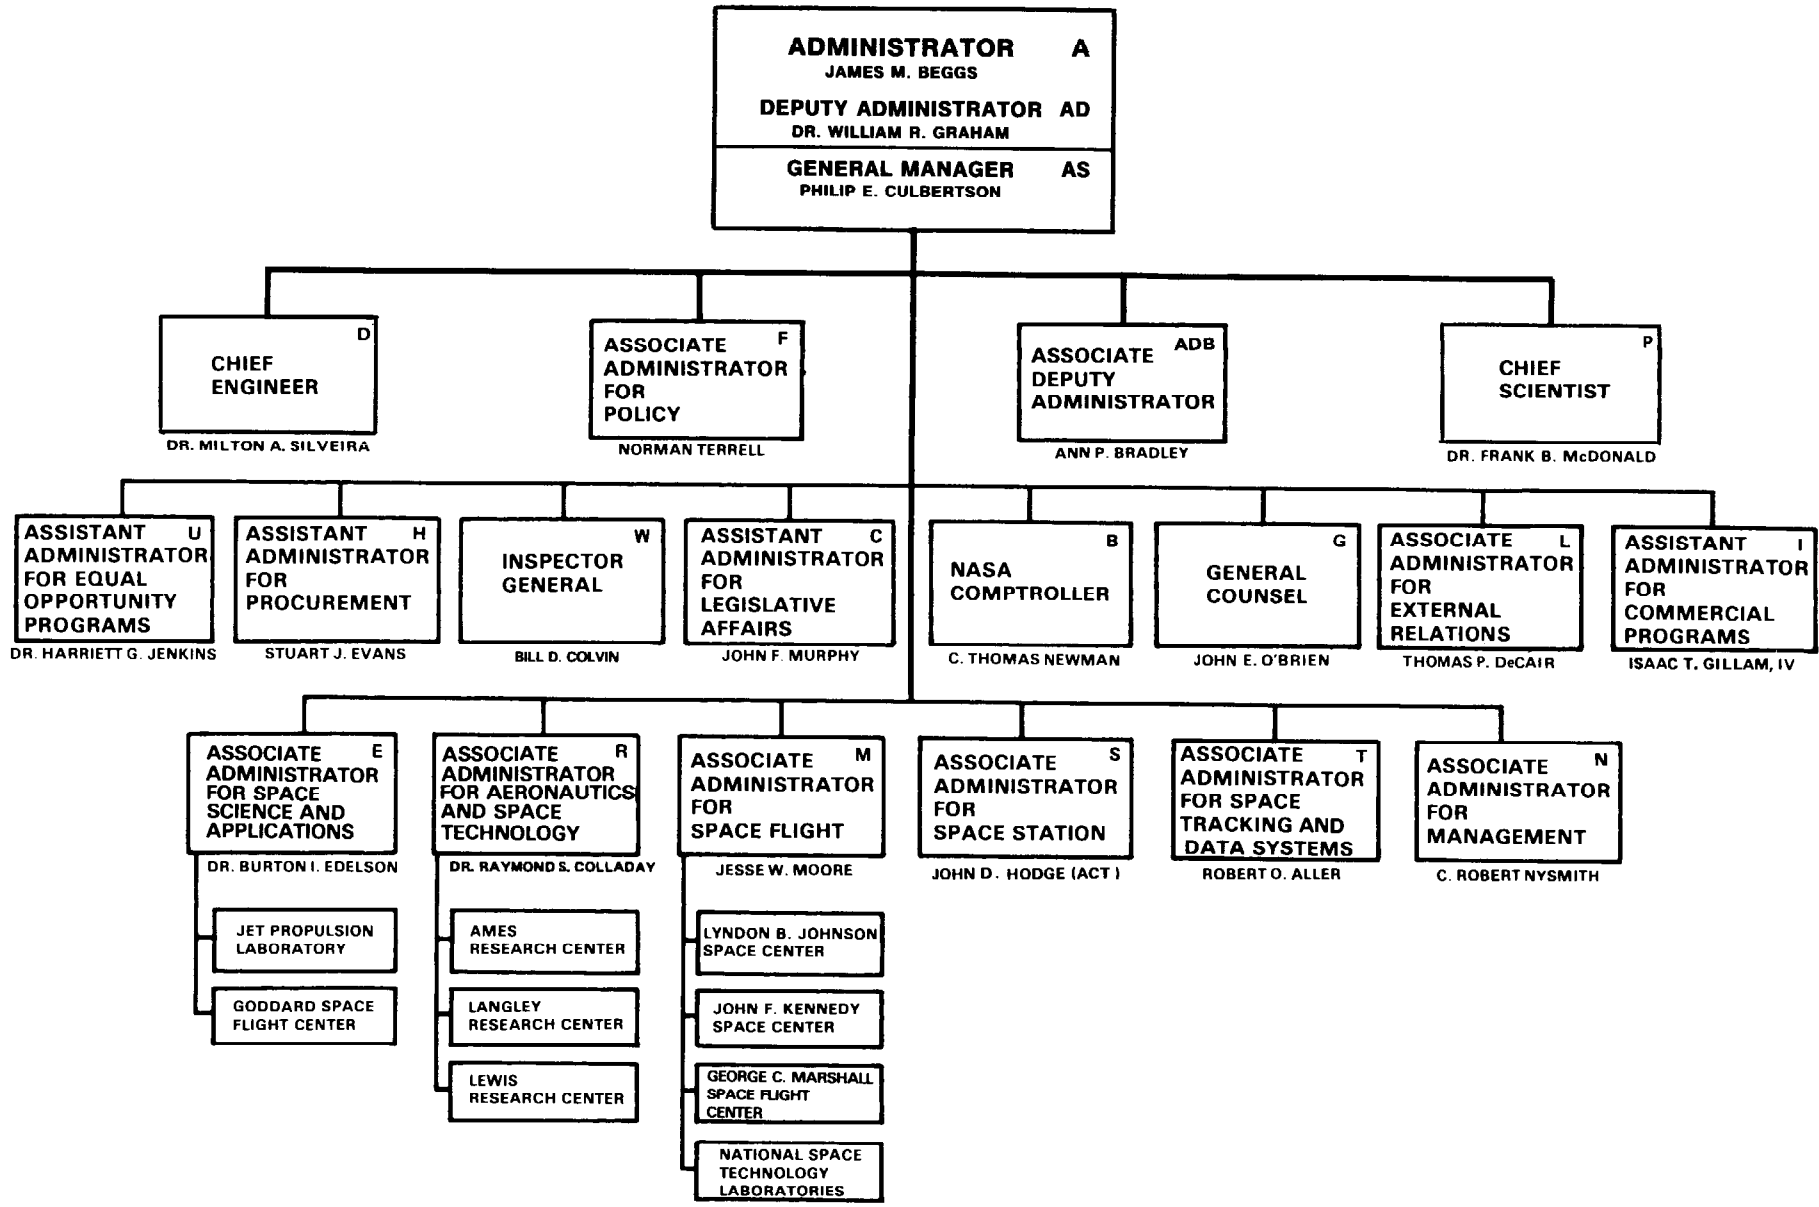 ADMINISTRATOR A
JAMES M. BEGGS
DEPUTY ADMINISTRATOR AD
DR. WILLIAM R. GRAHAM
GENERAL MANAGER AS
PHILIP E. CULBERTSON
D
CHIEF
ENGINEER
DR. MILTON A. SILVEIRA
ASSOCIATE F
ADMINISTRATOR
FOR
POLICY
NORMAN TERRELL
ASSOCIATE ADB
DEPUTY
ADMINISTRATOR
ANN P. BRADLEY
P
CHIEF
SCIENTIST
DR. FRANK B. McDONALD
ASSISTANT U
ADMINISTRATOR
FOR EQUAL
OPPORTUNITY
PROGRAMS
DR. HARRIETT G. JENKINS
ASSISTANT H
ADMINISTRATOR
FOR
PROCUREMENT
STUART J. EVANS
W
INSPECTOR
GENERAL
BILL D. COLVIN
ASSISTANT C
ADMINISTRATOR
FOR
LEGISLATIVE
AFFAIRS
JOHN F. MURPHY
B
NASA
COMPTROLLER
C. THOMAS NEWMAN
G
GENERAL
COUNSEL
JOHN E. O'BRIEN
ASSOCIATE L
ADMINISTRATOR
FOR
EXTERNAL
RELATIONS
THOMAS P. DeCAIR
ASSISTANT I
ADMINISTRATOR
FOR
COMMERCIAL
PROGRAMS
ISAAC T. GILLAM, IV
ASSOCIATE E
ADMINISTRATOR
FOR SPACE
SCIENCE AND
APPLICATIONS
DR. BURTON I. EDELSON
JET PROPULSION
LABORATORY
GODDARD SPACE
FLIGHT CENTER
ASSOCIATE R
ADMINISTRATOR
FOR AERONAUTICS
AND SPACE
TECHNOLOGY
DR. RAYMOND S. COLLADAY
AMES
RESEARCH CENTER
LANGLEY
RESEARCH CENTER
LEWIS
RESEARCH CENTER
ASSOCIATE M
ADMINISTRATOR
FOR
SPACE FLIGHT
JESSE W. MOORE
LYNDON B. JOHNSON
SPACE CENTER
JOHN F. KENNEDY
SPACE CENTER
GEORGE C. MARSHALL
SPACE FLIGHT
CENTER
NATIONAL SPACE
TECHNOLOGY
LABORATORIES
ASSOCIATE S
ADMINISTRATOR
FOR
SPACE STATION
JOHN D. HODGE (ACT)
ASSOCIATE T
ADMINISTRATOR
FOR SPACE
TRACKING AND
DATA SYSTEMS
ROBERT O. ALLER
ASSOCIATE N
ADMINISTRATOR
FOR
MANAGEMENT
C. ROBERT NYSMITH